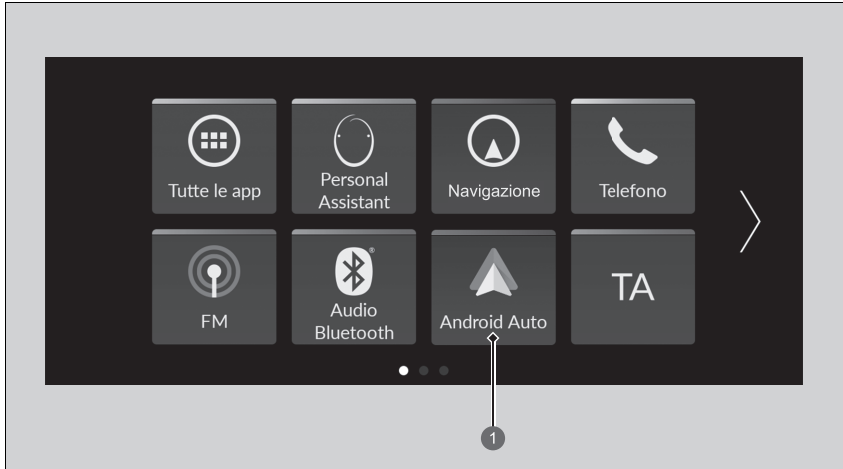 Tutte le app
Personal
Assistant
Navigazione
Telefono
FM
®
Audio
Bluetooth
Android Auto
TA
1